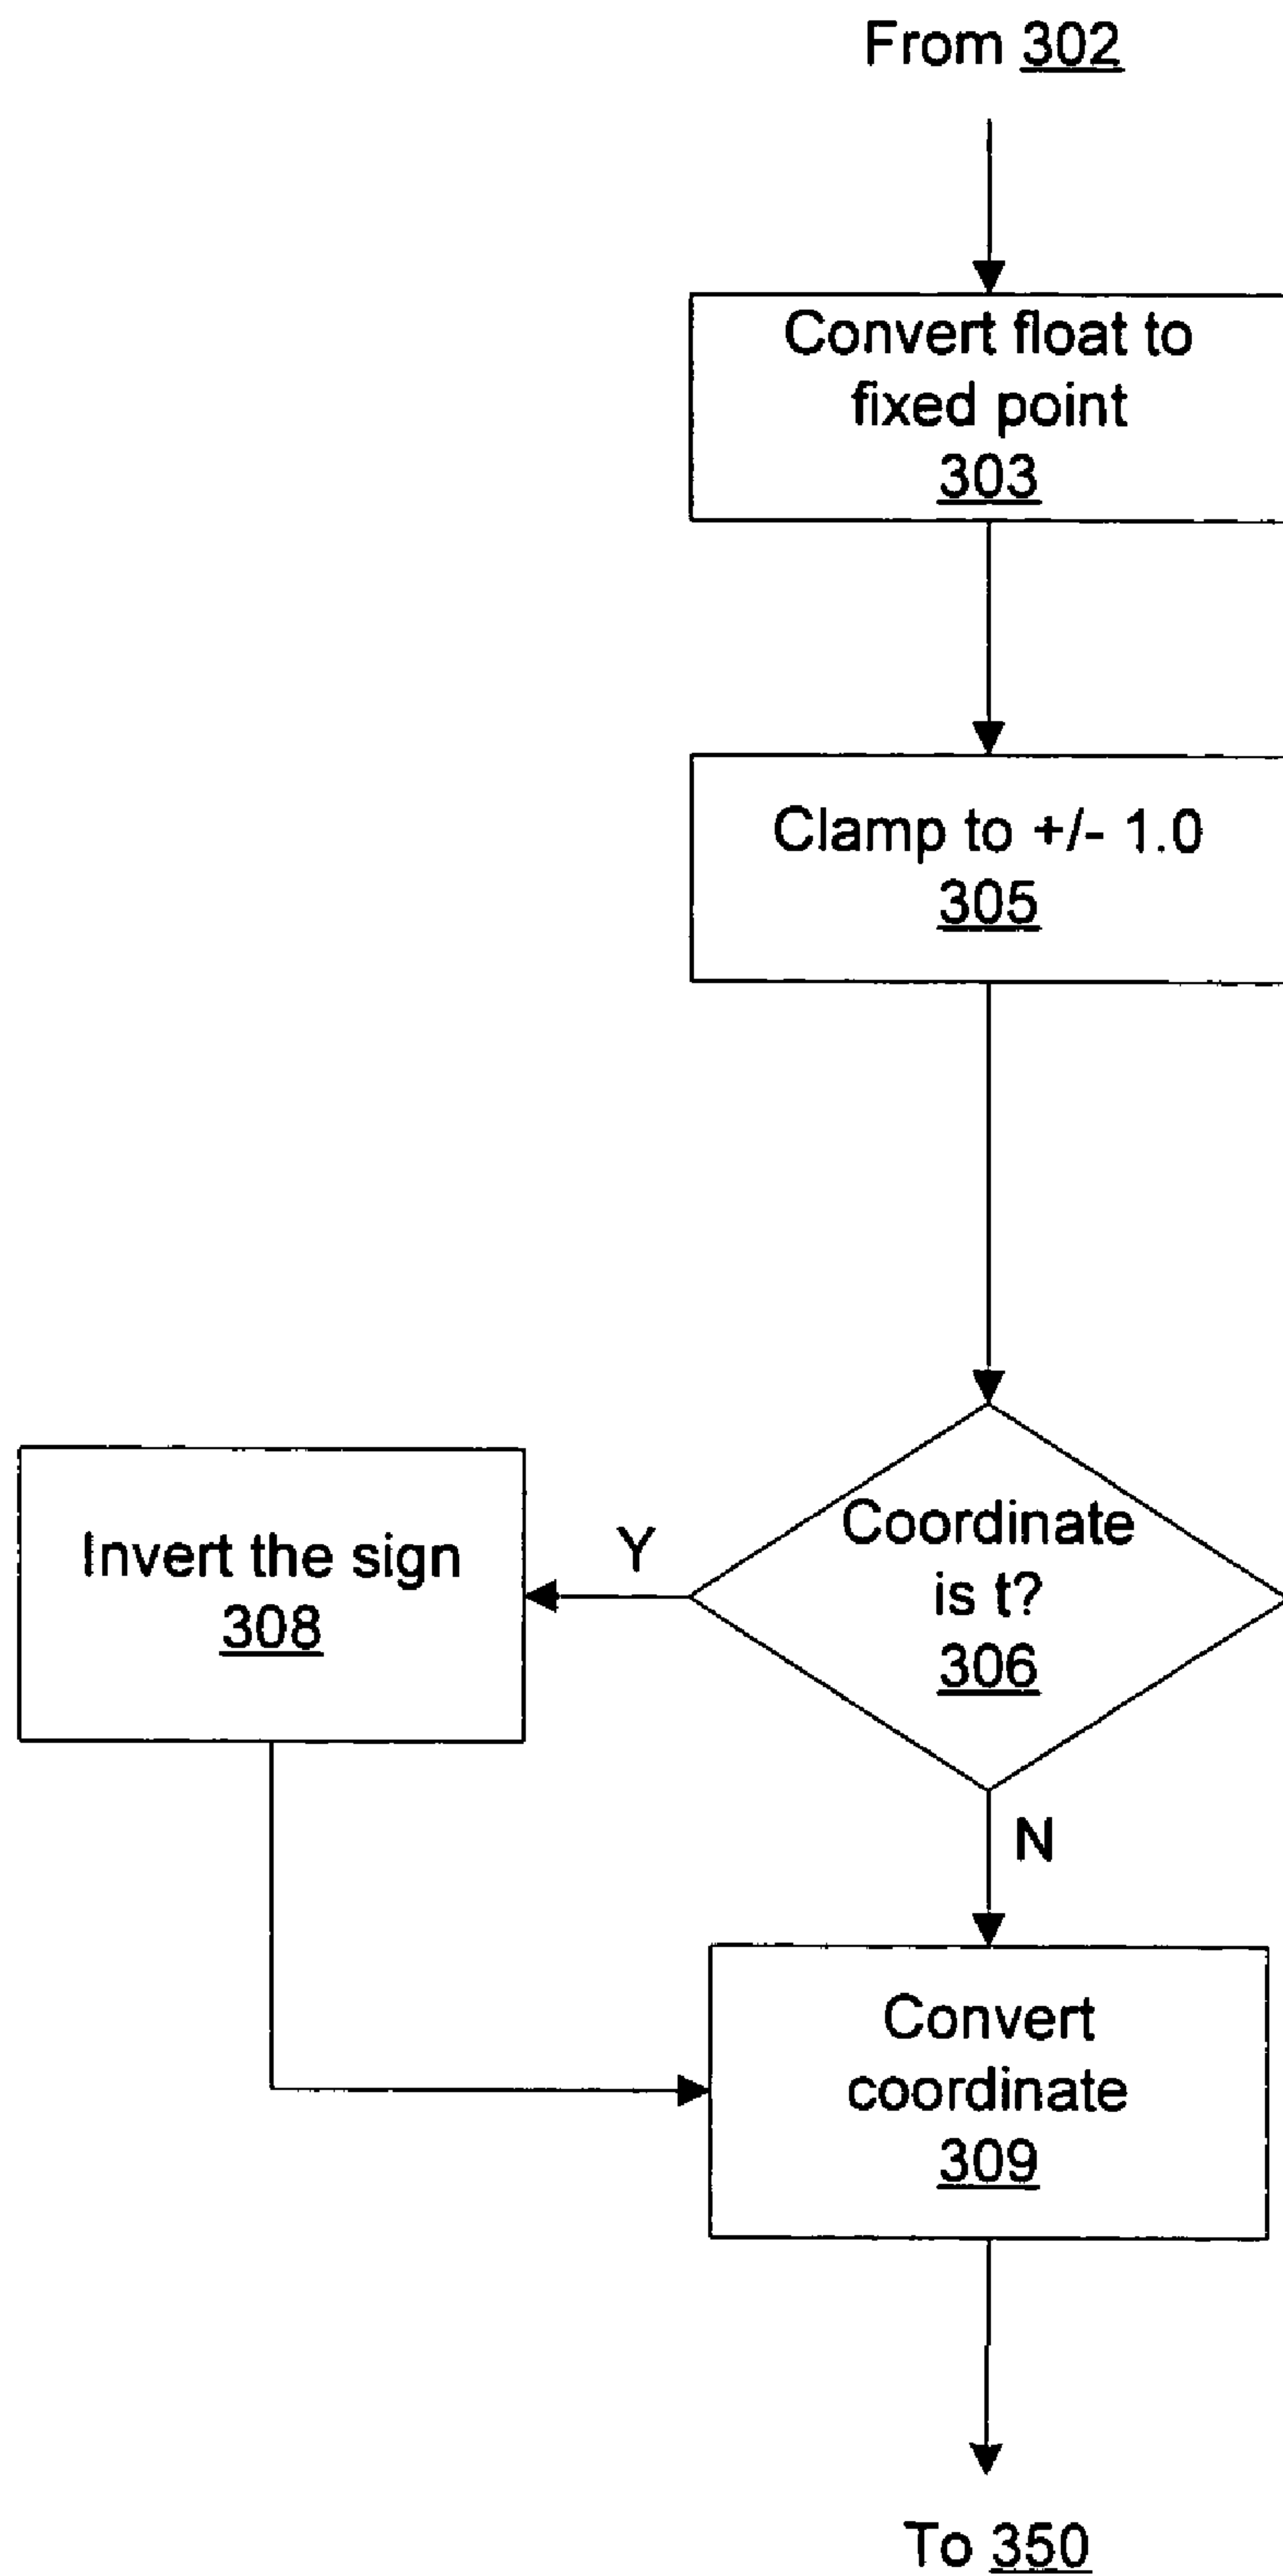 From 302
Convert float to
fixed point
303
Clamp to +/- 1.0
305
Coordinate
is t?
306
Y
Invert the sign
308
N
Convert
coordinate
309
To 350